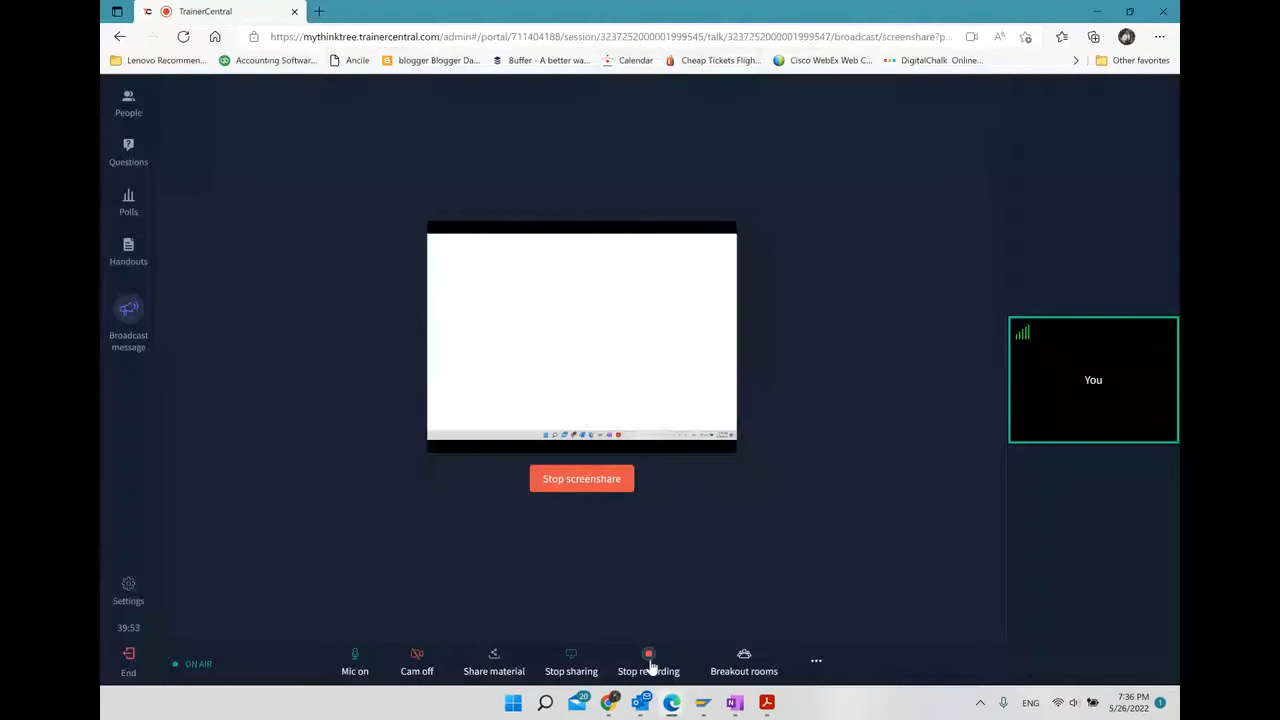 TrainerCentral
https://mythinktree.trainercentral.com/admin#/portal/711404188/session/3237252000001999545/talk/3237252000001999547/broadcast/screenshare?p...
Lenovo Recommen... Accounting Softwar... Ancile blogger Blogger Da... Buffer - A better wa... Calendar Cheap Tickets Fligh... Cisco WebEx Web C... DigitalChalk Online... Other favorites
People
Questions
Polls
Handouts
Broadcast
message
You
Stop screenshare
Settings
39:53
End
ON AIR
Mic on Cam off Share material Stop sharing Stop recording Breakout rooms
20
ENG
7:36 PM
5/26/2022
1